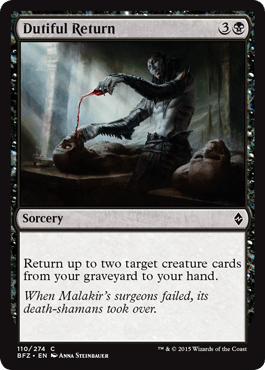 Dutiful Return 3
Sorcery
Return up to two target creature cards
from your graveyard to your hand.
When Malakir's surgeons failed, its
death-shamans took over.
110/274 C
BFZ • EN Anna Steinbauer
™ & © 2015 Wizards of the Coast